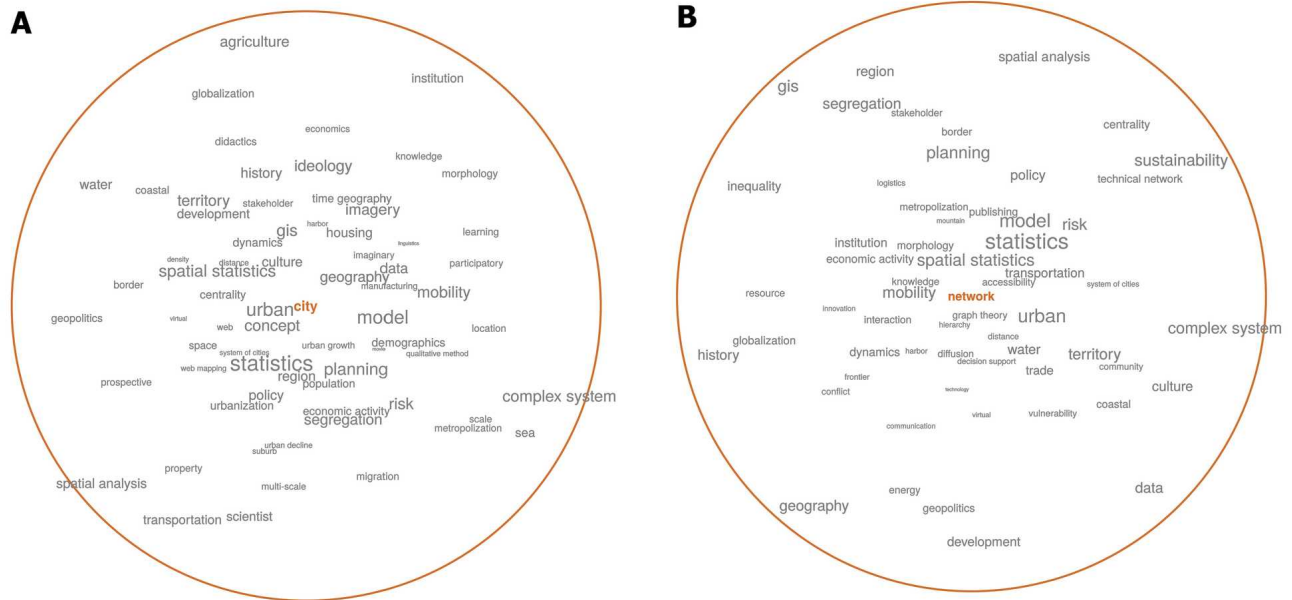 A
agriculture
institution
globalization
economics
didactics
knowledge
ideology
history
morphology
water
coastal
time geography
territory
stakeholder
imagery
development
harbor
gis
housing
learning
dynamics
linguistics
imaginary
density
distance
culture
participatory
data
spatial statistics
geography
border
manufacturing
mobility
centrality
city
urban
geopolitics
virtual
model
web
concept
location
space
urban growth
demographics
system of cities
qualitative method
statistics
web mapping
planning
region
prospective
population
policy
complex system
risk
urbanization
economic activity
segregation
scale
metropolization
sea
urban decline
suburb
property
migration
spatial analysis
multi-scale
transportation
scientist
B
spatial analysis
region
gis
segregation
stakeholder
centrality
border
planning
sustainability
policy
technical network
inequality
logistics
metropolization
publishing
mountain
model
risk
institution
morphology
statistics
economic activity
spatial statistics
transportation
knowledge
accessibility
system of cities
resource
mobility
network
innovation
graph theory
urban
interaction
hierarchy
complex system
distance
globalization
history
dynamics
harbor
diffusion
water
territory
decision support
community
trade
frontier
culture
conflict
technology
coastal
virtual
vulnerability
communication
energy
data
geography
geopolitics
development